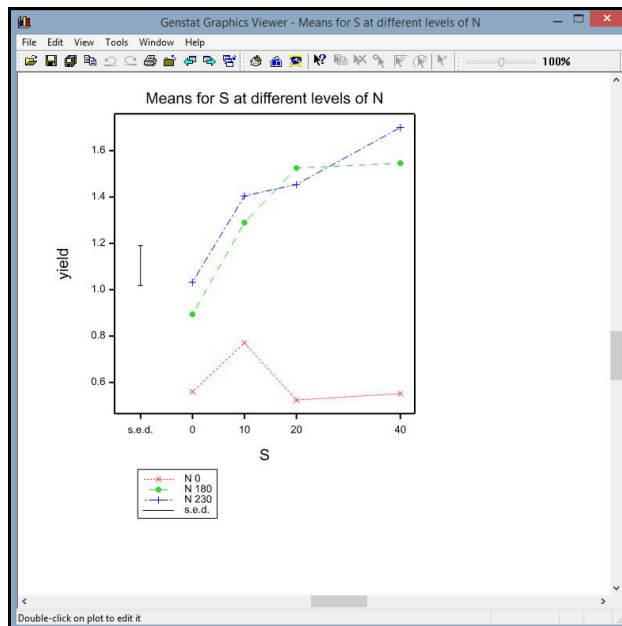 Genstat Graphics Viewer - Means for S at different levels of N
File Edit View Tools Window Help
100%
Means for S at different levels of N
1.6
1.4
1.2
1.0
0.8
0.6
yield
s.e.d. 0 10 20 40
S
N 0
N 180
N 230
s.e.d.
Double-click on plot to edit it